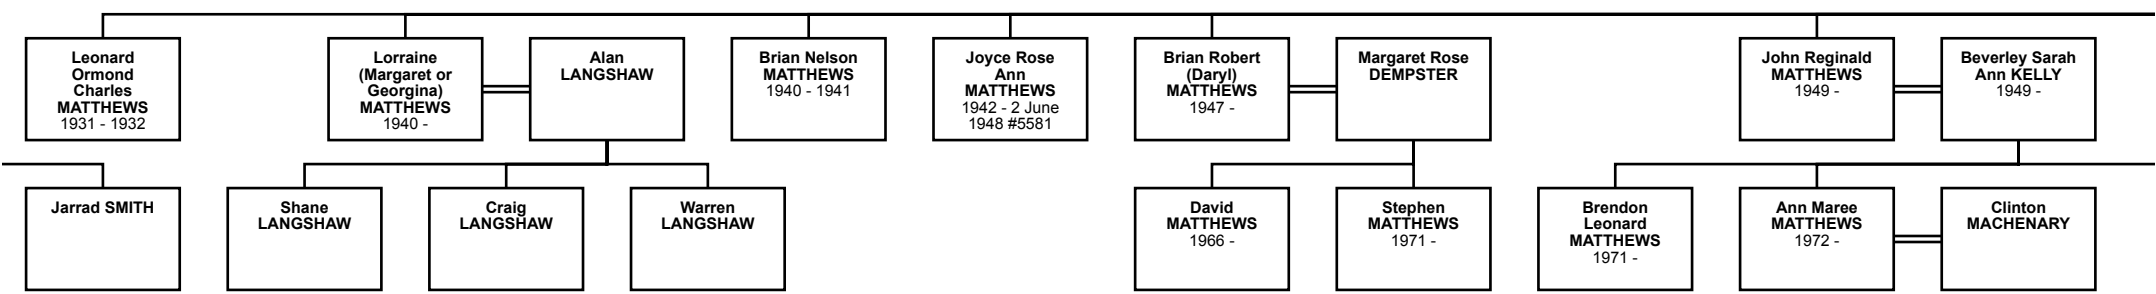 Leonard
Ormond
Charles
MATTHEWS
1931 - 1932
Lorraine
(Margaret or
Georgina)
MATTHEWS
1940 -
Alan
LANGSHAW
Brian Nelson
MATTHEWS
1940 - 1941
Joyce Rose
Ann
MATTHEWS
1942 - 2 June
1948 #5581
Brian Robert
(Daryl)
MATTHEWS
1947 -
Margaret Rose
DEMPSTER
John Reginald
MATTHEWS
1949 -
Beverley Sarah
Ann KELLY
1949 -
Jarrad SMITH
Shane
LANGSHAW
Craig
LANGSHAW
Warren
LANGSHAW
David
MATTHEWS
1966 -
Stephen
MATTHEWS
1971 -
Brendon
Leonard
MATTHEWS
1971 -
Ann Maree
MATTHEWS
1972 -
Clinton
MACHENARY